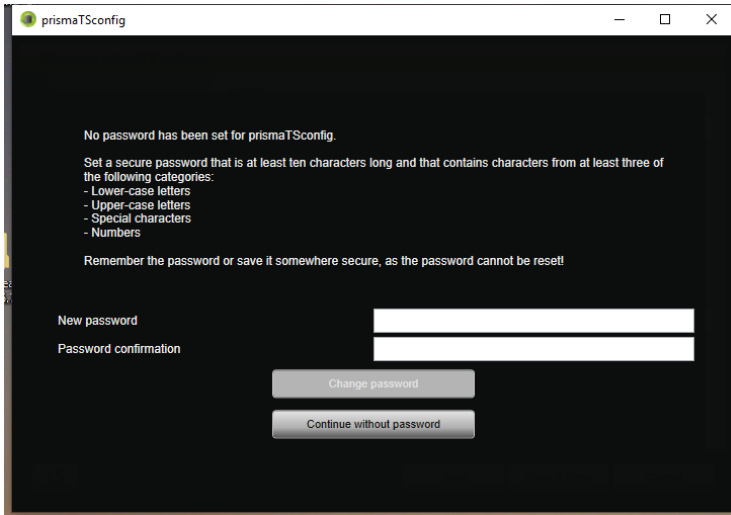 prismaTSconfig
No password has been set for prismaTSconfig.
Set a secure password that is at least ten characters long and that contains characters from at least three of
the following categories:
- Lower-case letters
- Upper-case letters
- Special characters
- Numbers
Remember the password or save it somewhere secure, as the password cannot be reset!
New password
Password confirmation
Change password
Continue without password